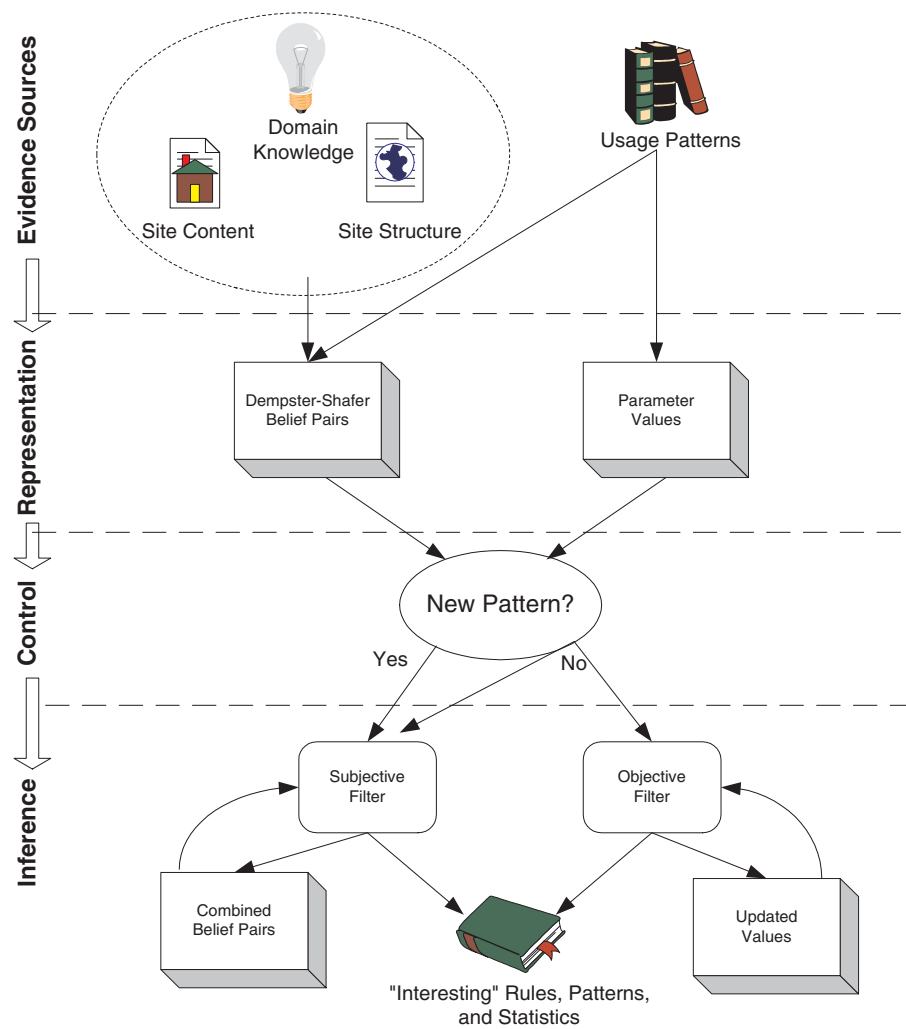 Evidence Sources
Domain
Knowledge
Site Content
Site Structure
Usage Patterns
Representation
Dempster-Shafer
Belief Pairs
Parameter
Values
Control
New Pattern?
Yes
No
Inference
Subjective
Filter
Objective
Filter
Combined
Belief Pairs
Updated
Values
"Interesting" Rules, Patterns,
and Statistics